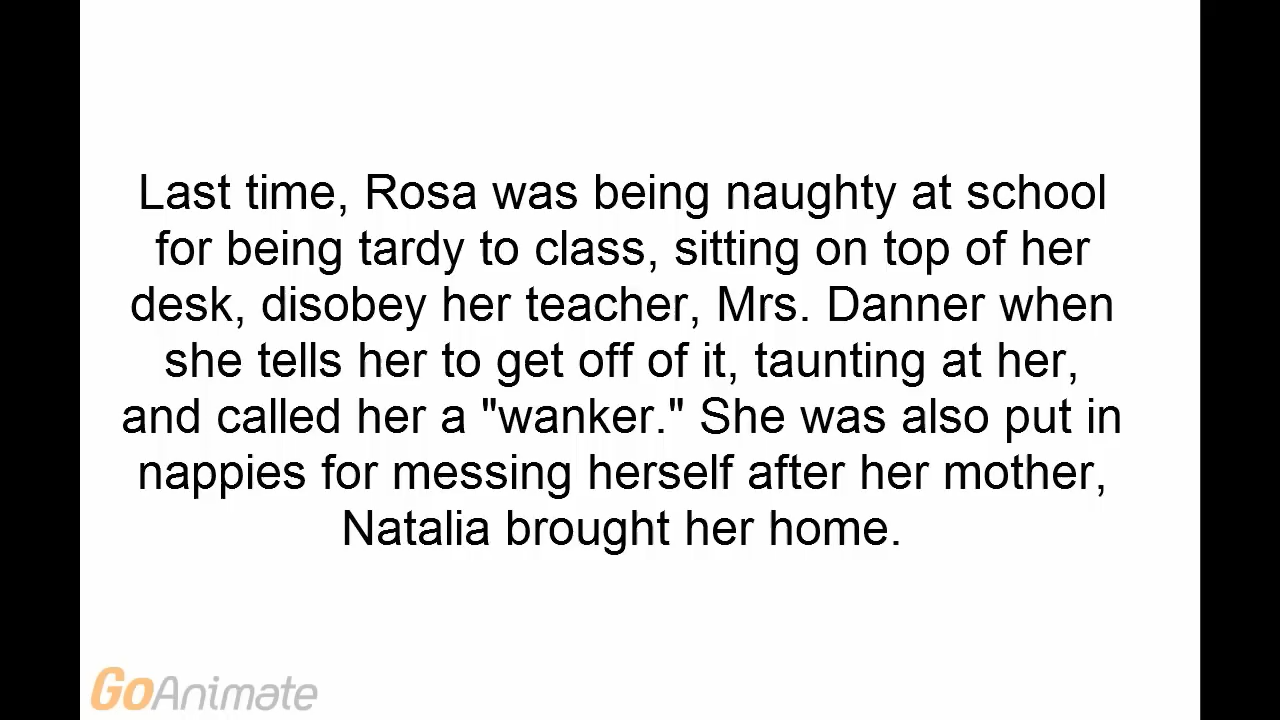 Last time, Rosa was being naughty at school
for being tardy to class, sitting on top of her
desk, disobey her teacher, Mrs. Danner when
she tells her to get off of it, taunting at her,
and called her a "wanker." She was also put in
nappies for messing herself after her mother,
Natalia brought her home.
GoAnimate